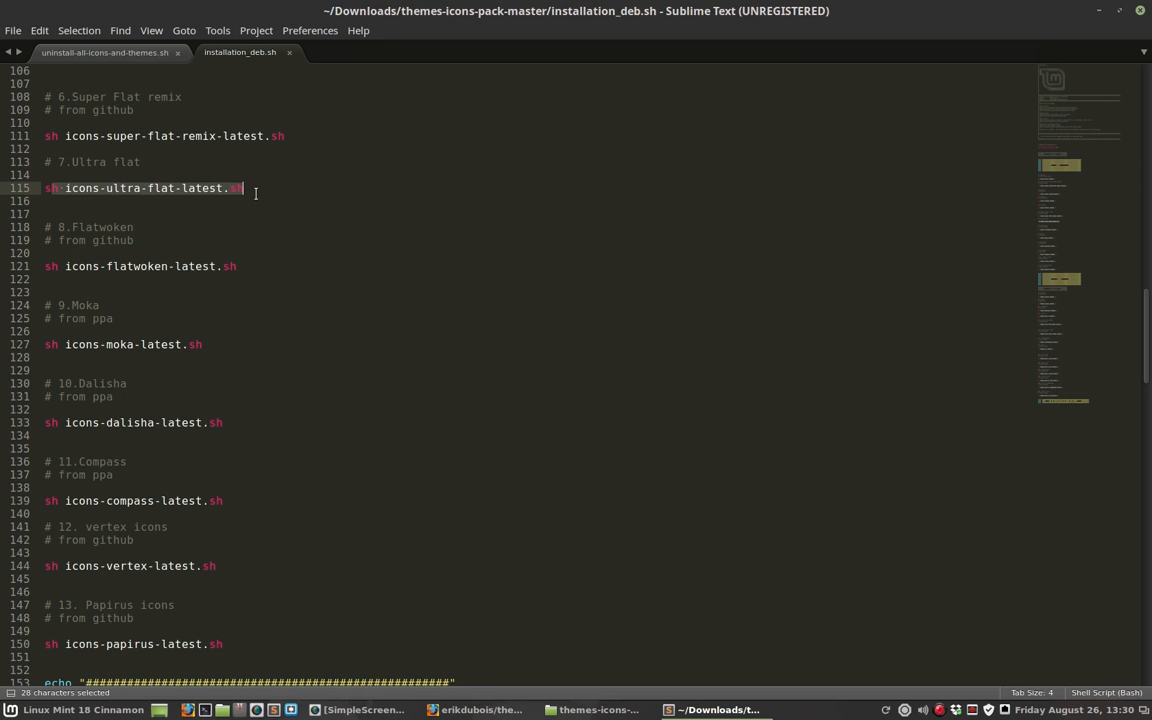 ~/Downloads/themes-icons-pack-master/installation_deb.sh - Sublime Text (UNREGISTERED)
File Edit Selection Find View Goto Tools Project Preferences Help
uninstall-all-icons-and-themes.sh × installation_deb.sh ×
106
107
108 # 6.Super Flat remix
109 # from github
110
111 sh icons-super-flat-remix-latest.sh
112
113 # 7.Ultra flat
114
115 sh icons-ultra-flat-latest.sh
116
117
118 # 8.Flatwoken
119 # from github
120
121 sh icons-flatwoken-latest.sh
122
123
124 # 9.Moka
125 # from ppa
126
127 sh icons-moka-latest.sh
128
129
130 # 10.Dalisha
131 # from ppa
132
133 sh icons-dalisha-latest.sh
134
135
136 # 11.Compass
137 # from ppa
138
139 sh icons-compass-latest.sh
140
141 # 12. vertex icons
142 # from github
143
144 sh icons-vertex-latest.sh
145
146
147 # 13. Papirus icons
148 # from github
149
150 sh icons-papirus-latest.sh
151
152
153 echo "#####################################################"
28 characters selected Tab Size: 4 Shell Script (Bash)
Linux Mint 18 Cinnamon [SimpleScreen... erikdubois/the... themes-icons-... ~/Downloads/t... Friday August 26, 13:30